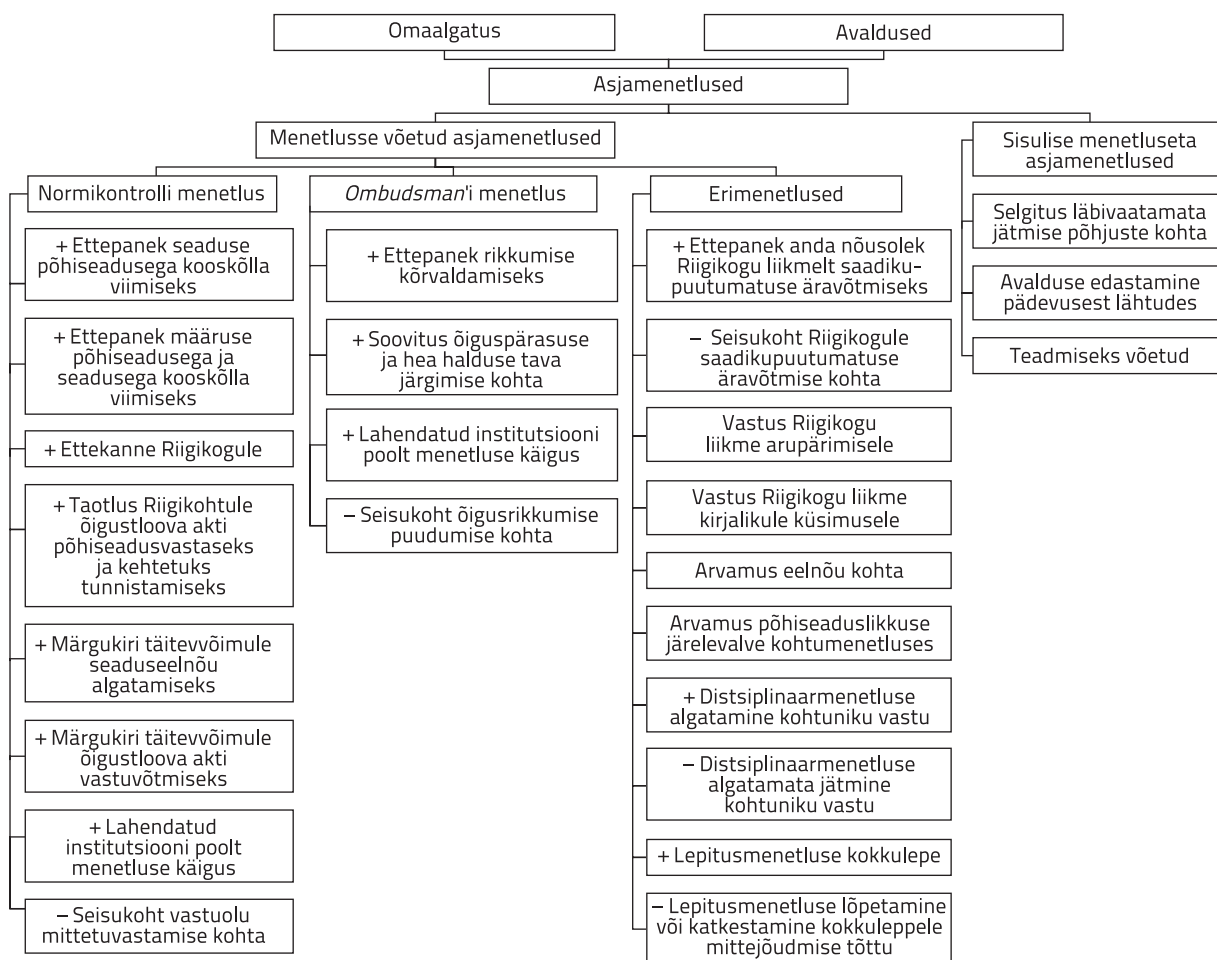 Omaalgatus
Avaldused
Asjamenetlused
Menetlusse võetud asjamenetlused
Sisulise menetluseta
asjamenetlused
Normikontrolli menetlus
+ Ettepanek seaduse
põhiseadusega kooskõlla
viimiseks
+ Ettepanek määruse
põhiseadusega ja
seadusega kooskõlla
viimiseks
+ Ettekanne Riigikogule
+ Taotlus Riigikohtule
õigustloova akti
põhiseadusvastaseks
ja kehtetuks
tunnistamiseks
+ Märgukiri täitevvõimule
seaduseelnõu
algatamiseks
+ Märgukiri täitevvõimule
õigustloova akti
vastuvõtmiseks
+ Lahendatud
institutsiooni poolt
menetluse käigus
– Seisukoht vastuolu
mittetuvastamise kohta
Ombudsman'i menetlus
+ Ettepanek rikkumise
kõrvaldamiseks
+ Soovitus õiguspärasuse
ja hea halduse tava
järgimise kohta
+ Lahendatud institutsiooni
poolt menetluse käigus
– Seisukoht õigusrikkumise
puudumise kohta
Erimenetlused
+ Ettepanek anda nõusolek
Riigikogu liikmelt saadiku-
puutumatuse äravõtmiseks
– Seisukoht Riigikogule
saadikupuutumatuse
äravõtmise kohta
Vastus Riigikogu
liikme arupärimisele
Vastus Riigikogu liikme
kirjalikule küsimusele
Arvamus eelnõu kohta
Arvamus põhiseaduslikkuse
järelevalve kohtumenetluses
+ Distsiplinaarmenetluse
algatamine kohtuniku vastu
– Distsiplinaarmenetluse
algatamata jätmine
kohtuniku vastu
+ Lepitusmenetluse kokkulepe
– Lepitusmenetluse lõpetamine
või katkestamine kokkuleppele
mittejõudmise tõttu
Selgitus läbivaatamata
jätmise põhjuste kohta
Avalduse edastamine
pädevusest lähtudes
Teadmiseks võetud